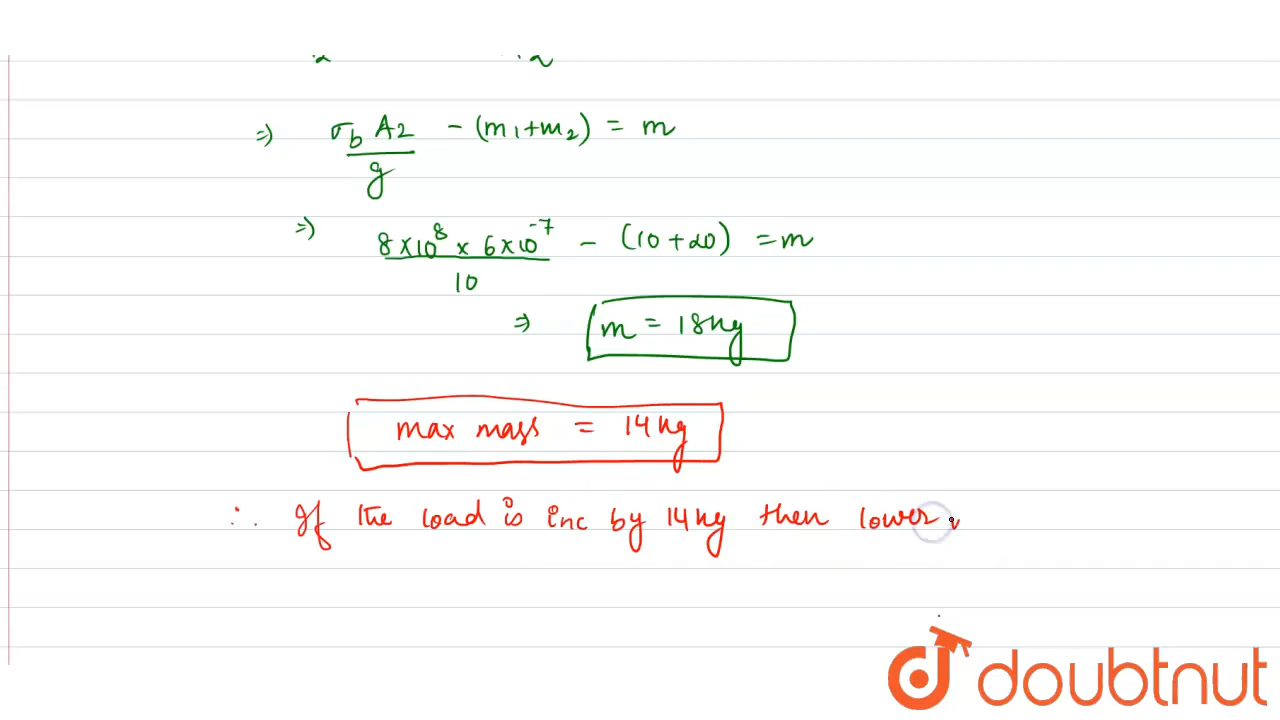 => σb A2 - (m1+m2) = m
g
=> 8×10^8 × 6×10^-7 - (10+20) = m
10
=> m = 18kg
max mass = 14kg
∴ If the load is inc by 14kg then lower
doubtnut